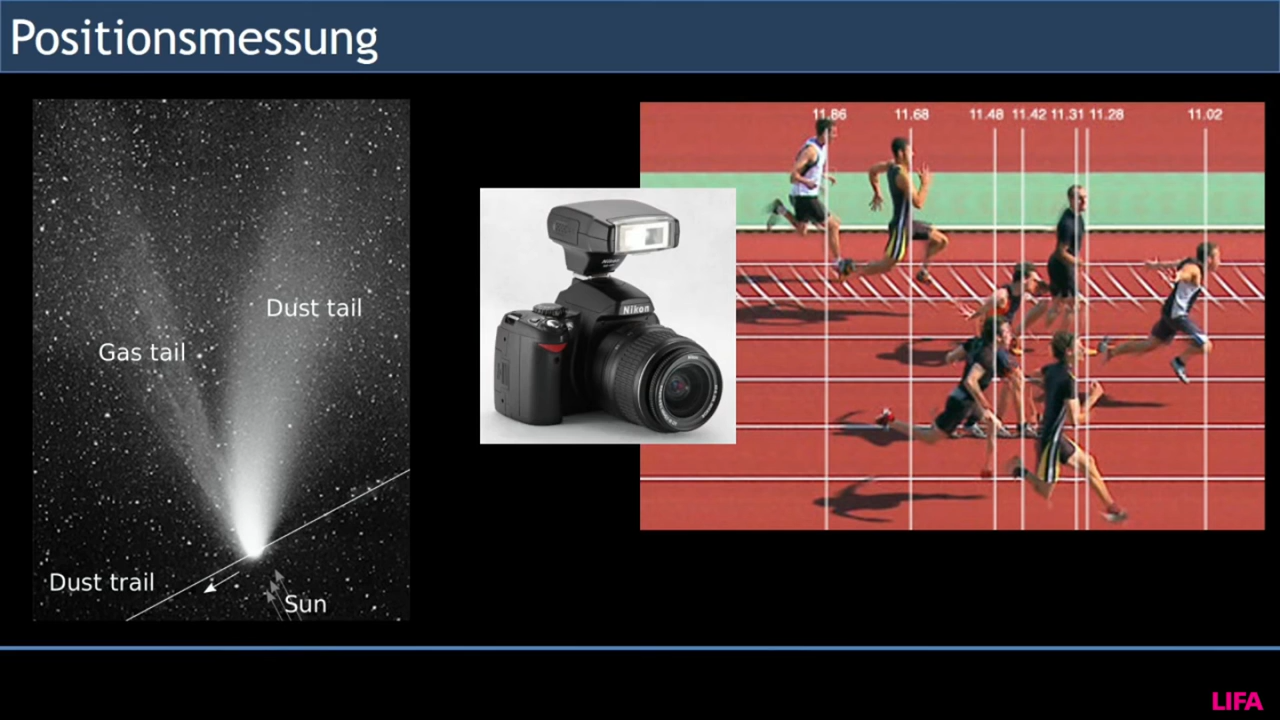 Positionsmessung
Dust tail
Gas tail
Dust trail
Sun
Nikon
11.86 11.68 11.48 11.42 11.31 11.28 11.02
LIFA